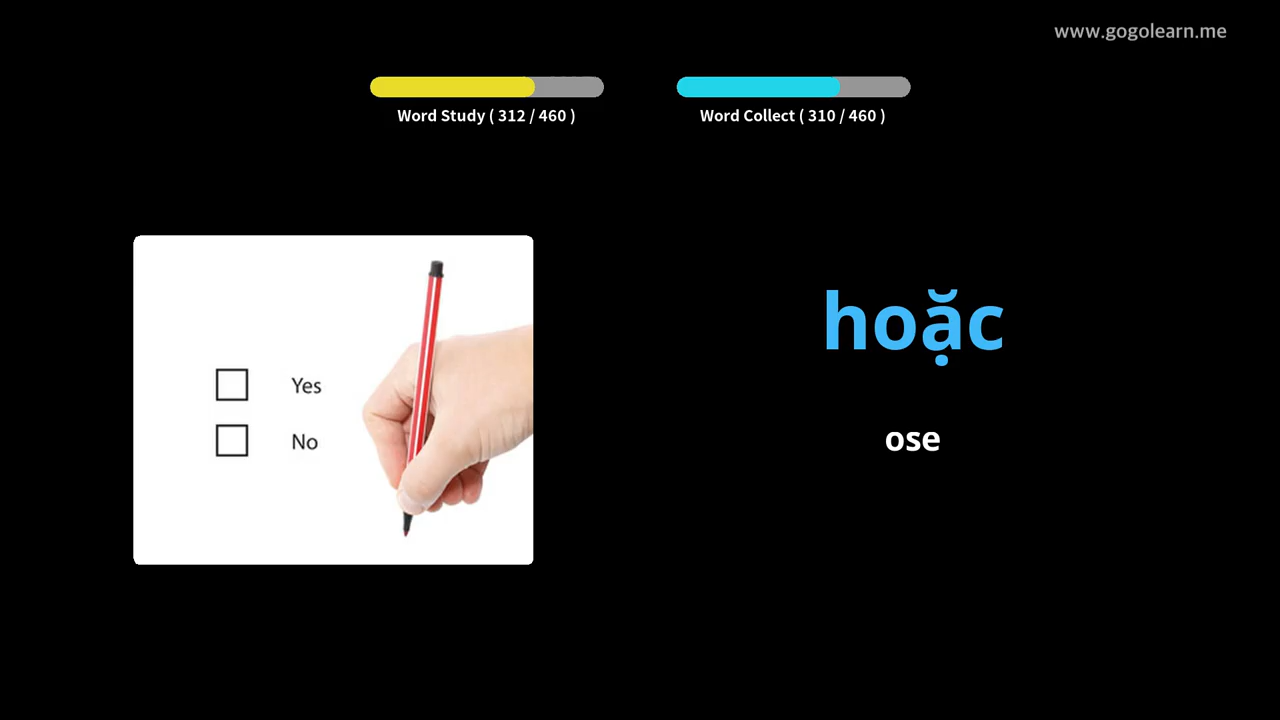 www.gogolearn.me
Word Study ( 312 / 460 )
Word Collect ( 310 / 460 )
Yes
No
hoặc
ose